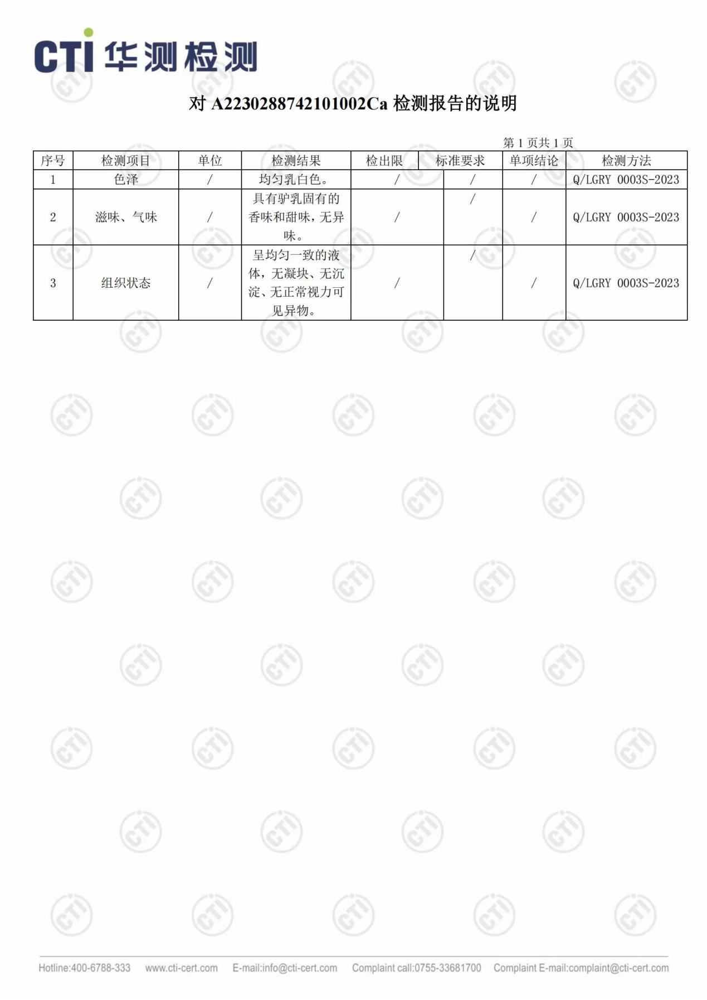 CTI 华测检测
对 A2230288742101002Ca 检测报告的说明
第 1 页共 1 页
序号 检测项目 单位 检测结果 检出限 标准要求 单项结论 检测方法
1 色泽 / 均匀乳白色。 / / / Q/LGRY 0003S-2023
具有驴乳固有的 /
2 滋味、气味 / 香味和甜味，无异 / / Q/LGRY 0003S-2023
味。
呈均匀一致的液 /
体，无凝块、无沉
3 组织状态 / / / Q/LGRY 0003S-2023
淀、无正常视力可
见异物。
Hotline:400-6788-333 www.cti-cert.com E-mail:info@cti-cert.com Complaint call:0755-33681700 Complaint E-mail:complaint@cti-cert.com